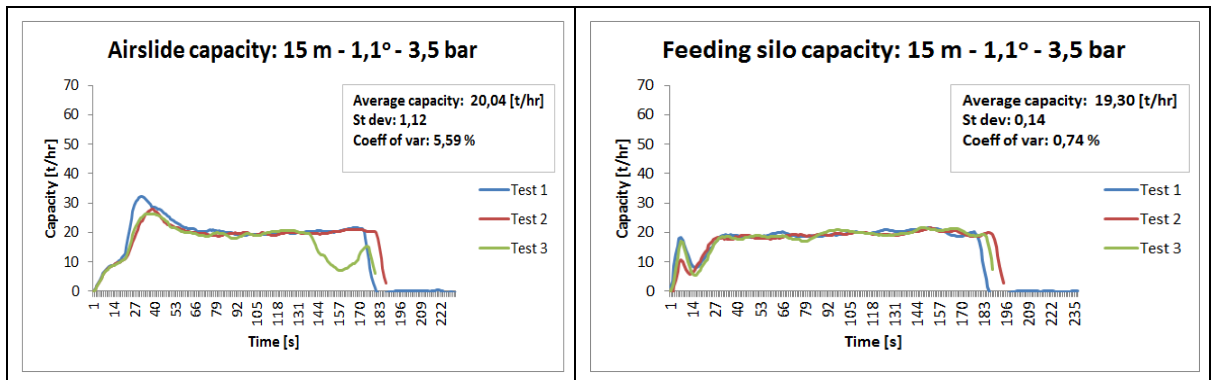 Airslide capacity: 15 m - 1,1° - 3,5 bar
70
60
50
40
30
20
10
0
Capacity [t/hr]
Average capacity: 20,04 [t/hr]
St dev: 1,12
Coeff of var: 5,59 %
Test 1
Test 2
Test 3
1
14
27
40
53
66
79
92
105
118
131
144
157
170
183
196
209
222
Time [s]
Feeding silo capacity: 15 m - 1,1° - 3,5 bar
70
60
50
40
30
20
10
0
Capacity [t/hr]
Average capacity: 19,30 [t/hr]
St dev: 0,14
Coeff of var: 0,74 %
Test 1
Test 2
Test 3
1
14
27
40
53
66
79
92
105
118
131
144
157
170
183
196
209
222
235
Time [s]